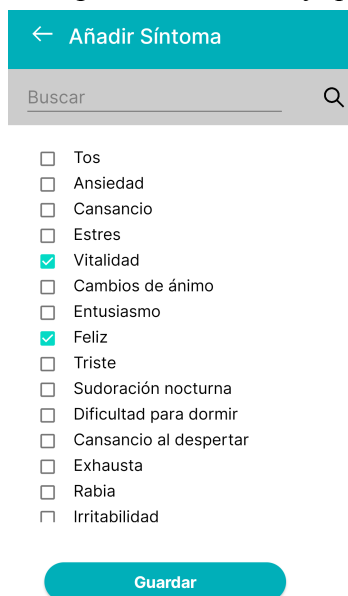 Añadir Síntoma
Buscar
Tos
Ansiedad
Cansancio
Estres
Vitalidad
Cambios de ánimo
Entusiasmo
Feliz
Triste
Sudoración nocturna
Dificultad para dormir
Cansancio al despertar
Exhausta
Rabia
Irritabilidad
Guardar